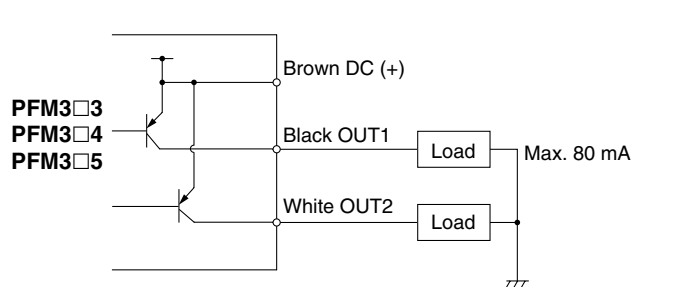 Brown DC (+)
PFM3□3
PFM3□4
PFM3□5
Black OUT1
Load
Max. 80 mA
White OUT2
Load